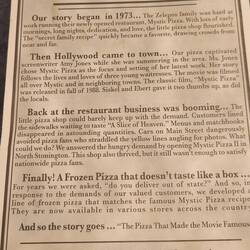 Our story began in 1973... The Zelepos family was hard at
work running their newly opened restaurant, Mystic Pizza. With lots of early
mornings, long nights, dedication, and love, the little pizza shop flourished.
The "secret family recipe" quickly became a favorite, drawing crowds from
near and far.
Then Hollywood came to town... Our pizza captivated
screenwriter Amy Jones while she was summering in the area. Ms. Jones
chose Mystic Pizza as the focus and setting of her latest work. Her story
follows the lives and loves of three young waitresses. The movie was filmed
all over Mystic and in neighboring towns. The classic film, "Mystic Pizza"
was released in fall of 1988. Siskel and Ebert gave it two thumbs up, as did
the locals.
Back at the restaurant business was booming... The
little pizza shop could barely keep up with the demand. Customers lined
the sidewalks waiting to taste "A Slice of Heaven." Menus and matchbooks
disappeared in astounding quantities. Cars on Main Street dangerously
avoided pizza fans who straddled the yellow lines angling for photos. What
could we do? We answered the hungry demand by opening Mystic Pizza II in
North Stonington. This shop also thrived, but it still wasn't enough to satisfy
nationwide pizza fans.
Finally! A Frozen Pizza that doesn't taste like a box ...
For years we were asked, "do you deliver out of state?" And so, in
response to the demands of our valued customers, we developed a
line of frozen pizza that matches the famous Mystic Pizza recipe.
They are now available in various stores across the country.
And so the story goes... "The Pizza That Made the Movie Famous